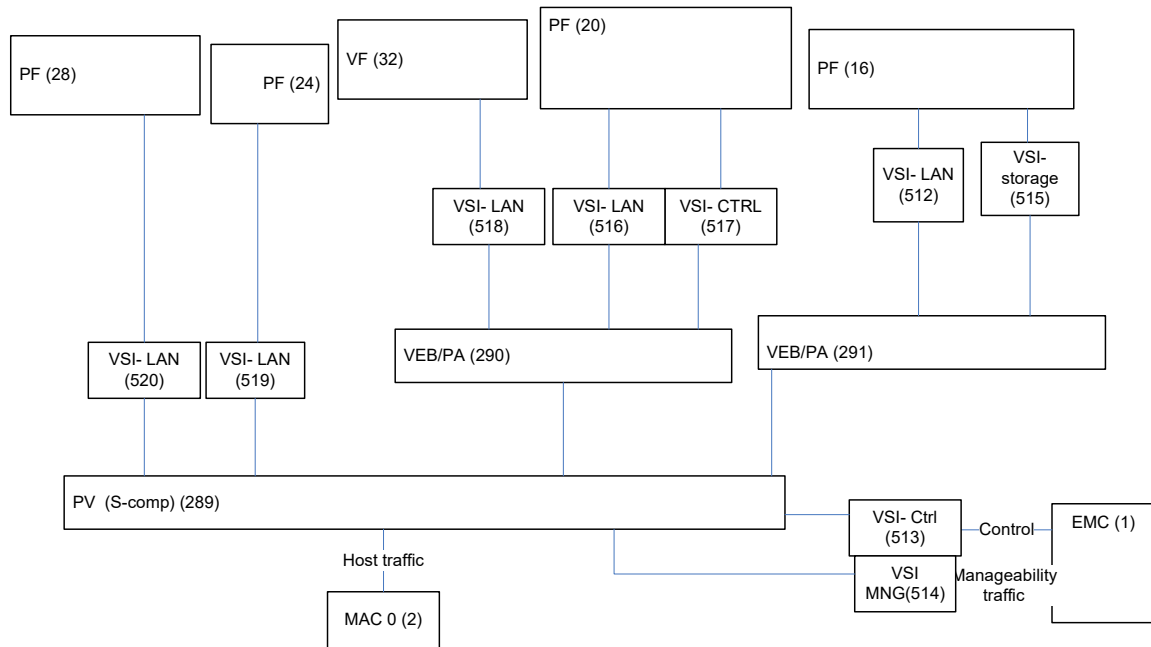 PF (28)
PF (24)
VF (32)
PF (20)
PF (16)
VSI- LAN
(518)
VSI- LAN
(516)
VSI- CTRL
(517)
VSI- LAN
(512)
VSI-
storage
(515)
VSI- LAN
(520)
VSI- LAN
(519)
VEB/PA (290)
VEB/PA (291)
PV (S-comp) (289)
Host traffic
MAC 0 (2)
VSI- Ctrl
(513)
Control
EMC (1)
VSI
MNG(514)
Manageability
traffic